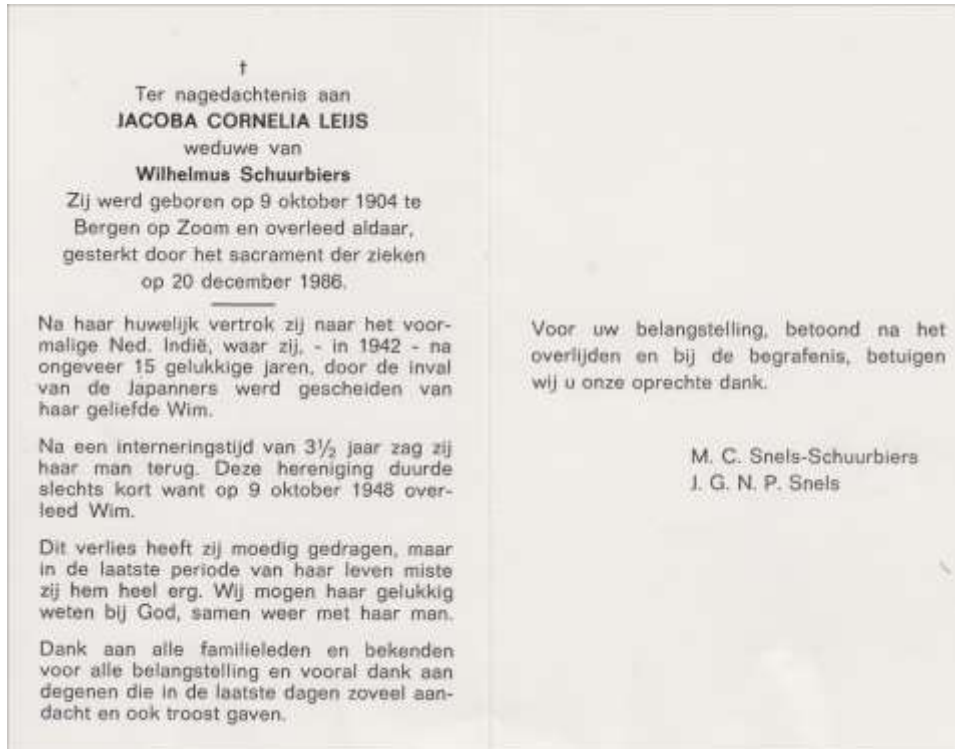 †
Ter nagedachtenis aan
JACOBA CORNELIA LEIJS
weduwe van
Wilhelmus Schuurbiers
Zij werd geboren op 9 oktober 1904 te
Bergen op Zoom en overleed aldaar,
gesterkt door het sacrament der zieken
op 20 december 1986.
Na haar huwelijk vertrok zij naar het voor-
malige Ned. Indië, waar zij, - in 1942 - na
ongeveer 15 gelukkige jaren, door de inval
van de Japanners werd gescheiden van
haar geliefde Wim.
Na een interneringstijd van 3½ jaar zag zij
haar man terug. Deze hereniging duurde
slechts kort want op 9 oktober 1948 over-
leed Wim.
Dit verlies heeft zij moedig gedragen, maar
in de laatste periode van haar leven miste
zij hem heel erg. Wij mogen haar gelukkig
weten bij God, samen weer met haar man.
Dank aan alle familieleden en bekenden
voor alle belangstelling en vooral dank aan
degenen die in de laatste dagen zoveel aan-
dacht en ook troost gaven.
Voor uw belangstelling, betoond na het
overlijden en bij de begrafenis, betuigen
wij u onze oprechte dank.
M. C. Snels-Schuurbiers
J. G. N. P. Snels